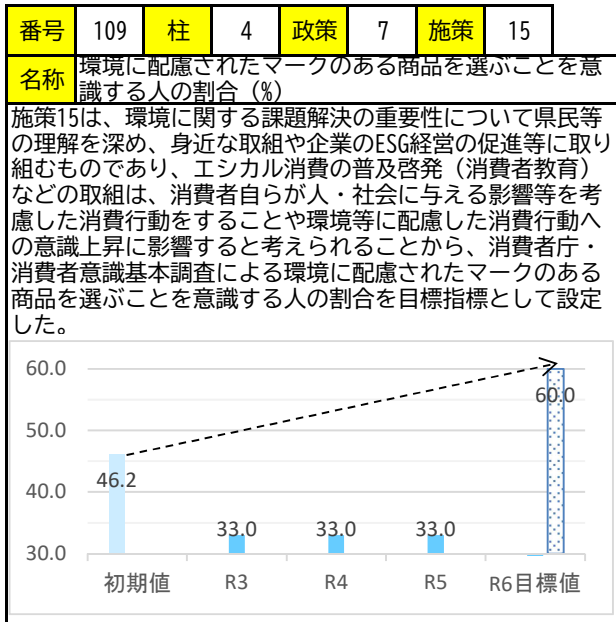 番号 109 柱 4 政策 7 施策 15
名称 環境に配慮されたマークのある商品を選ぶことを意
識する人の割合（%）
施策15は、環境に関する課題解決の重要性について県民等
の理解を深め、身近な取組や企業のESG経営の促進等に取り
組むものであり、エシカル消費の普及啓発（消費者教育）
などの取組は、消費者自らが人・社会に与える影響等を考
慮した消費行動をすることや環境等に配慮した消費行動へ
の意識上昇に影響すると考えられることから、消費者庁・
消費者意識基本調査による環境に配慮されたマークのある
商品を選ぶことを意識する人の割合を目標指標として設定
した。
60.0
60.0
50.0
46.2
40.0
33.0 33.0 33.0
30.0
初期値 R3 R4 R5 R6目標値